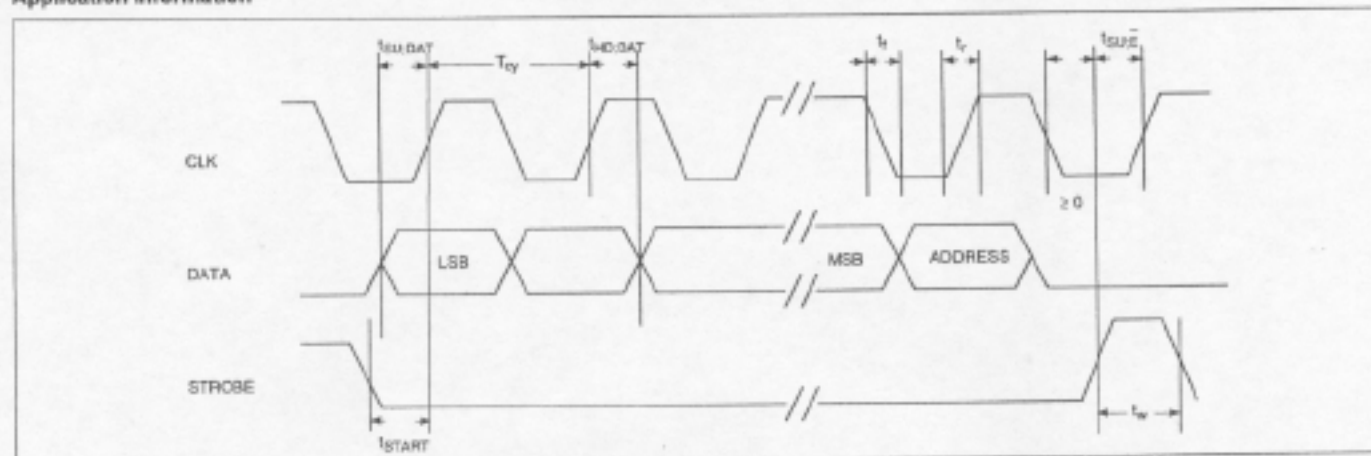 Application Information
tSU;DAT
Tcy
tHD;DAT
tf
tr
tSU;E̅
CLK
≥ 0
DATA
LSB
MSB
ADDRESS
STROBE
tSTART
tw